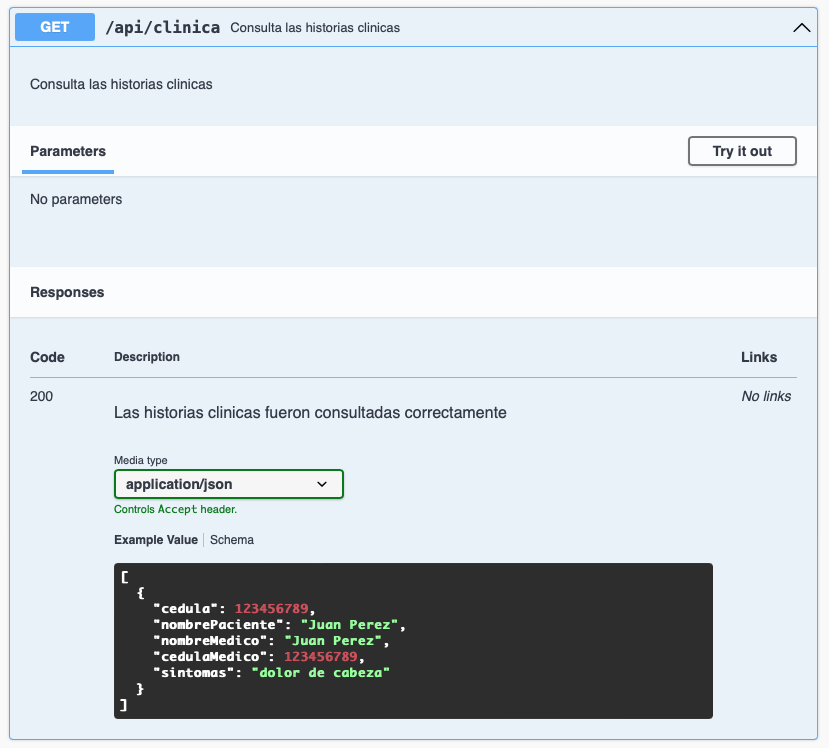 GET /api/clinica Consulta las historias clinicas
Consulta las historias clinicas
Parameters Try it out
No parameters
Responses
Code Description Links
200 No links
Las historias clinicas fueron consultadas correctamente
Media type
application/json
Controls Accept header.
Example Value Schema
[
  {
    "cedula": 123456789,
    "nombrePaciente": "Juan Perez",
    "nombreMedico": "Juan Perez",
    "cedulaMedico": 123456789,
    "sintomas": "dolor de cabeza"
  }
]